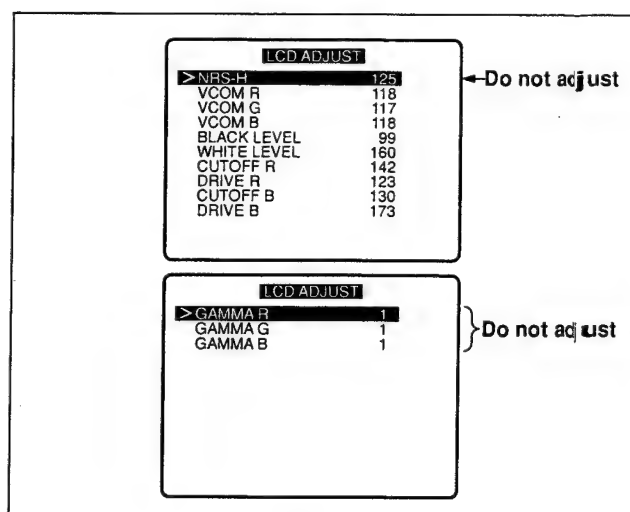 LCD ADJUST
>NRS-H 125
Do not adjust
VCOM R 118
VCOM G 117
VCOM B 118
BLACK LEVEL 99
WHITE LEVEL 160
CUTOFF R 142
DRIVE R 123
CUTOFF B 130
DRIVE B 173
LCD ADJUST
>GAMMA R 1
GAMMA G 1
GAMMA B 1
Do not adjust